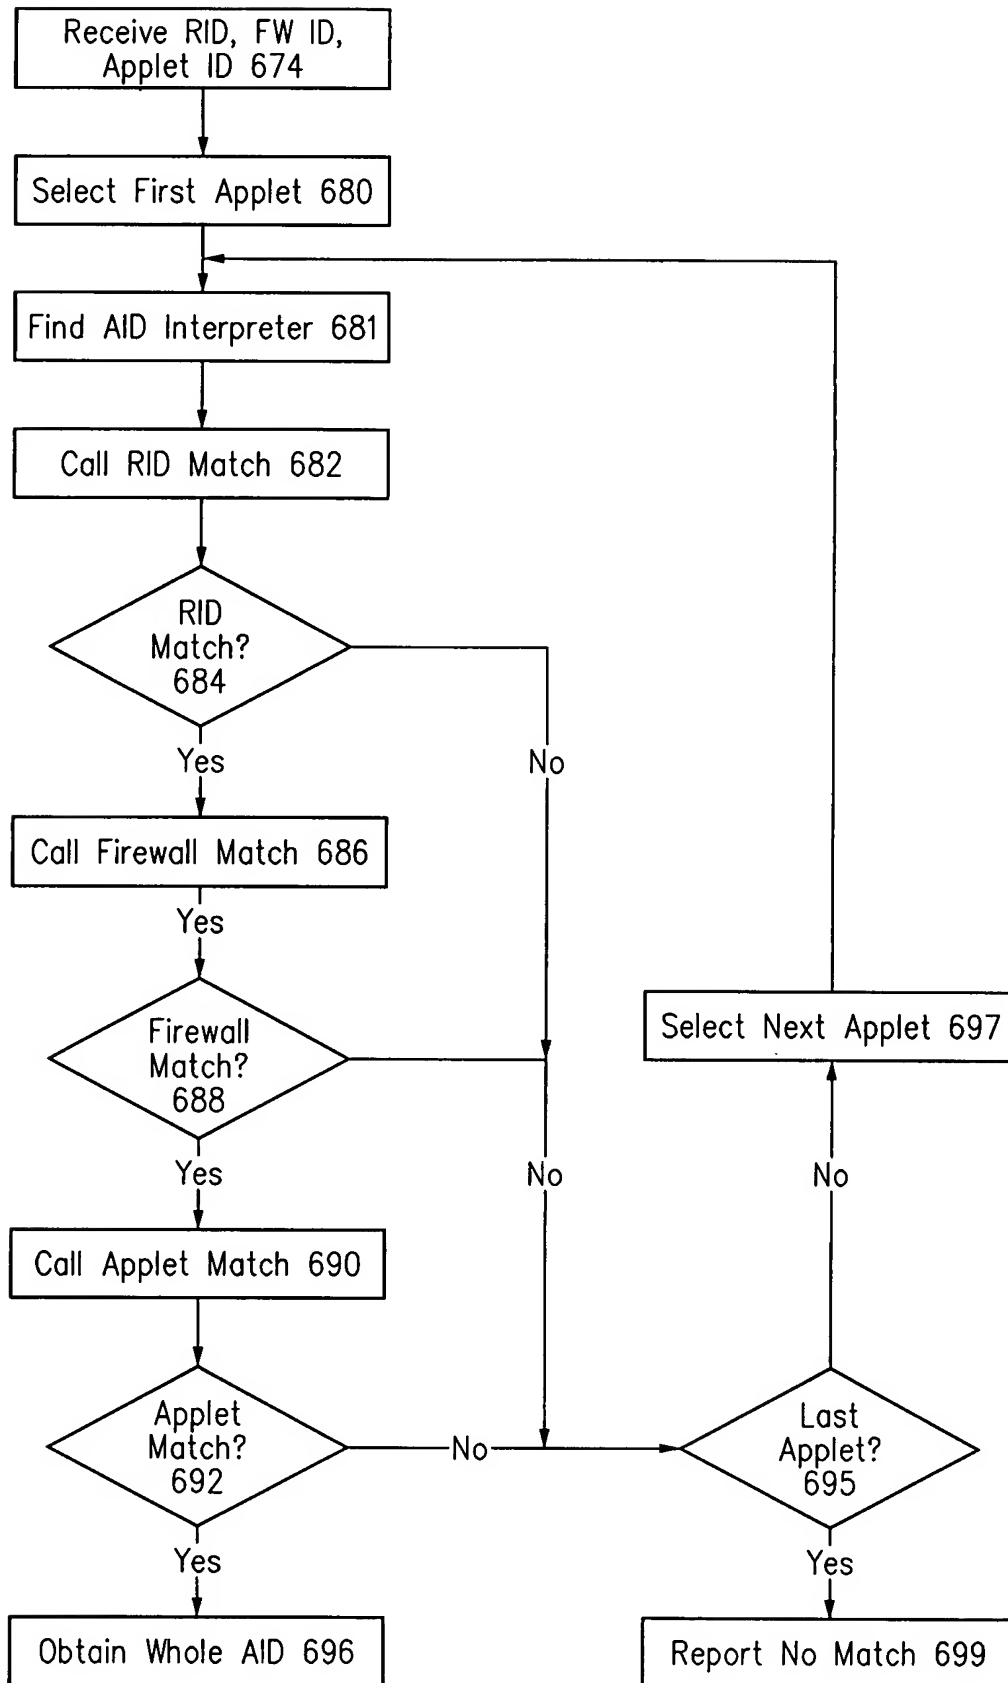 Receive RID, FW ID,
Applet ID 674
Select First Applet 680
Find AID Interpreter 681
Call RID Match 682
RID
Match?
684
Yes
No
Call Firewall Match 686
Yes
Firewall
Match?
688
Select Next Applet 697
Yes
No
No
Call Applet Match 690
Applet
Match?
692
No
Last
Applet?
695
Yes
Yes
Obtain Whole AID 696
Report No Match 699